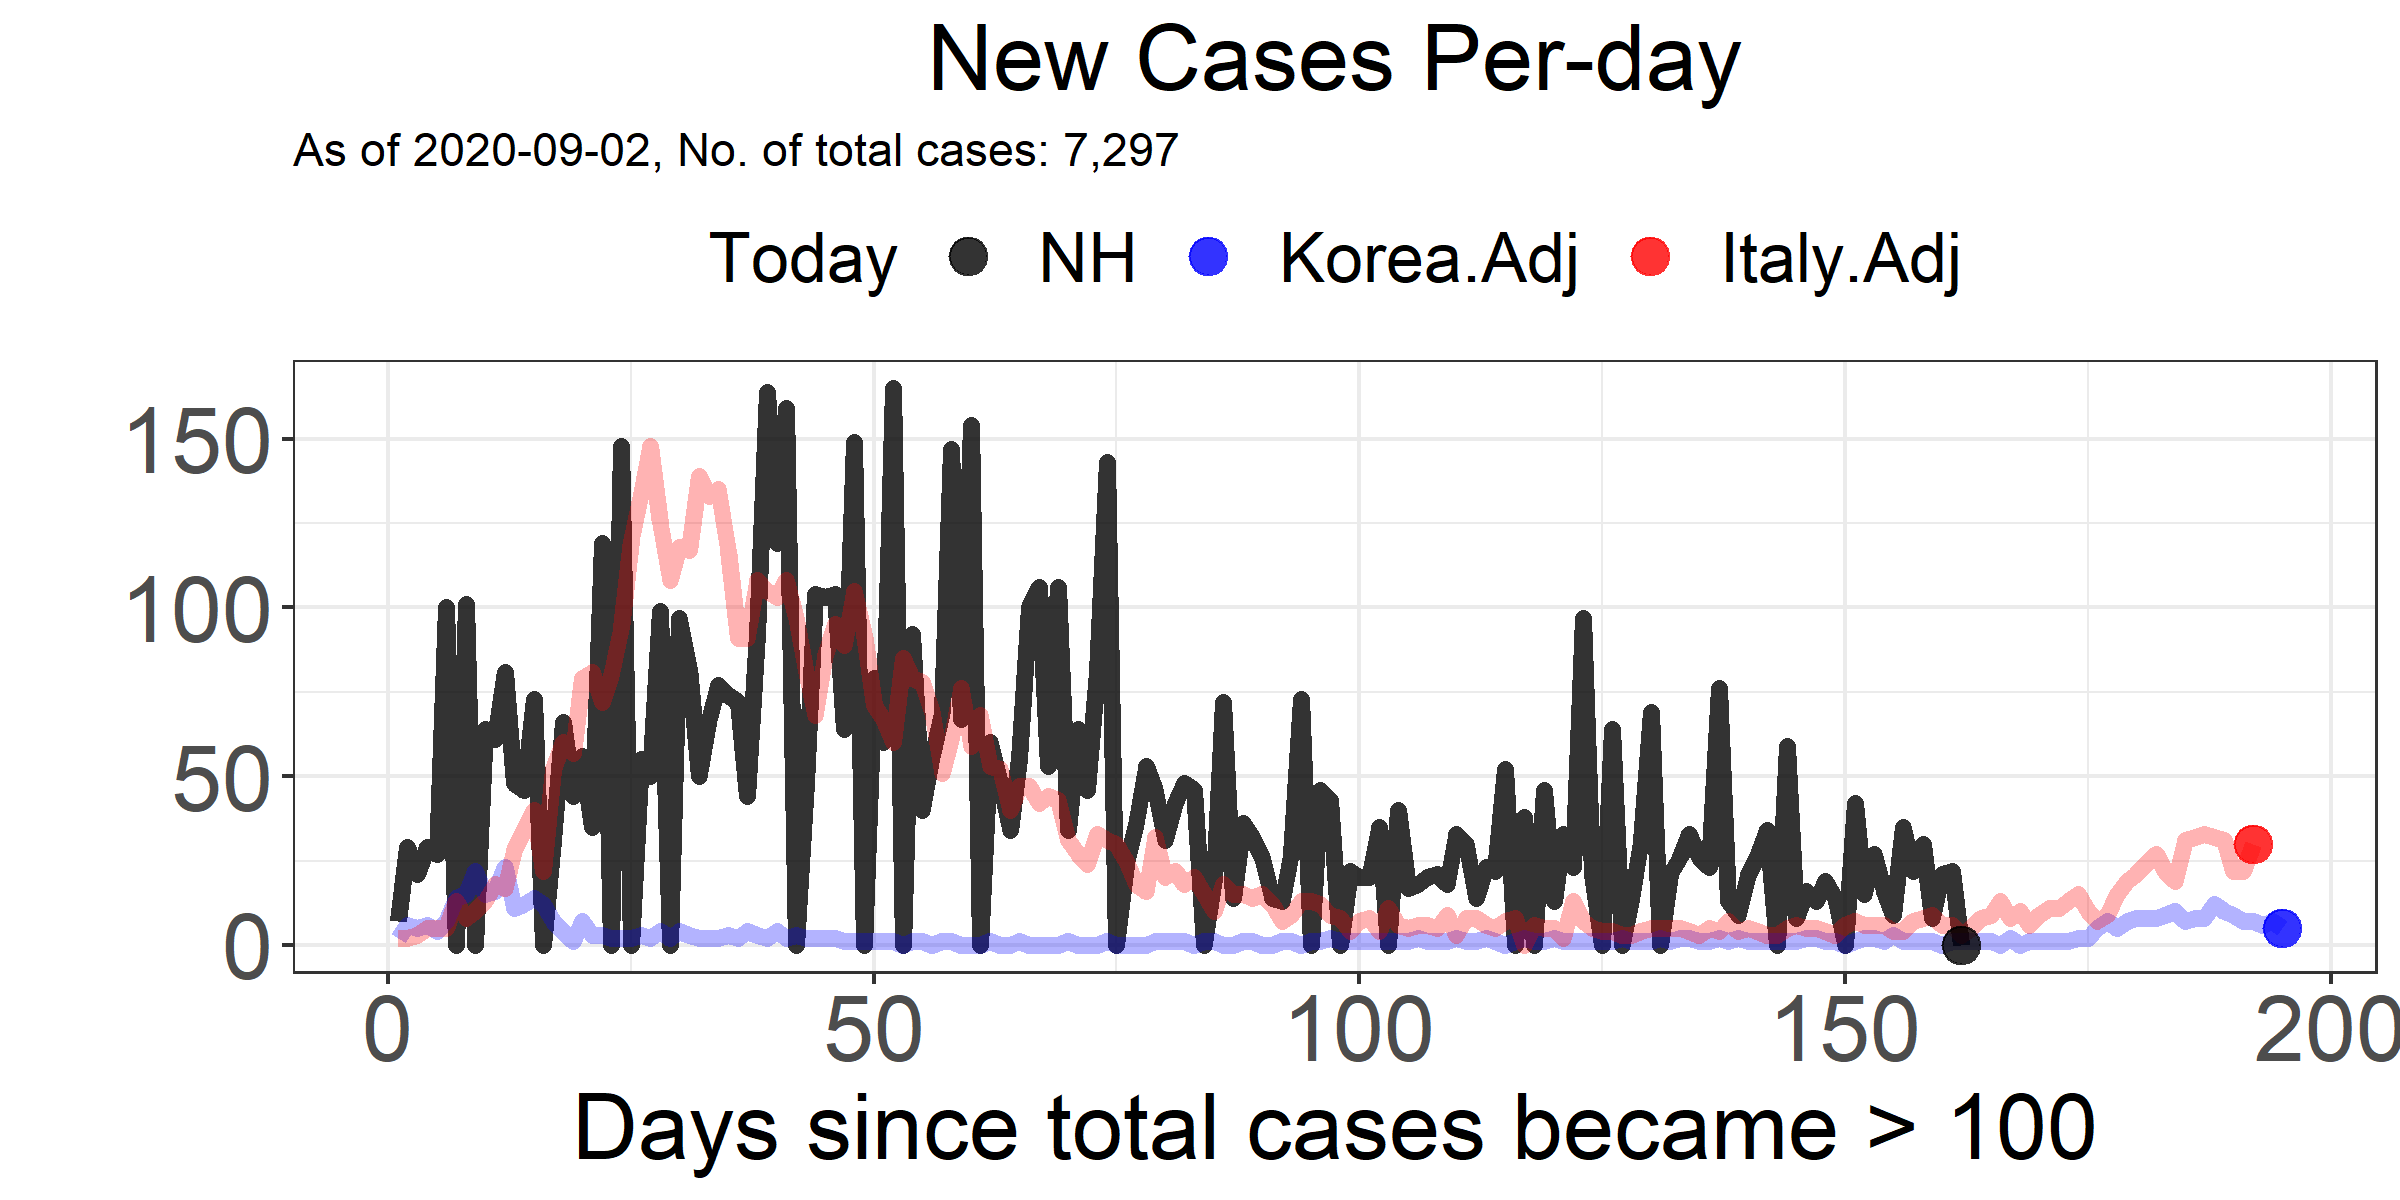 New Cases Per-day
As of 2020-09-02, No. of total cases: 7,297
Today NH Korea.Adj Italy.Adj
150
100
50
0
0 50 100 150 200
Days since total cases became > 100